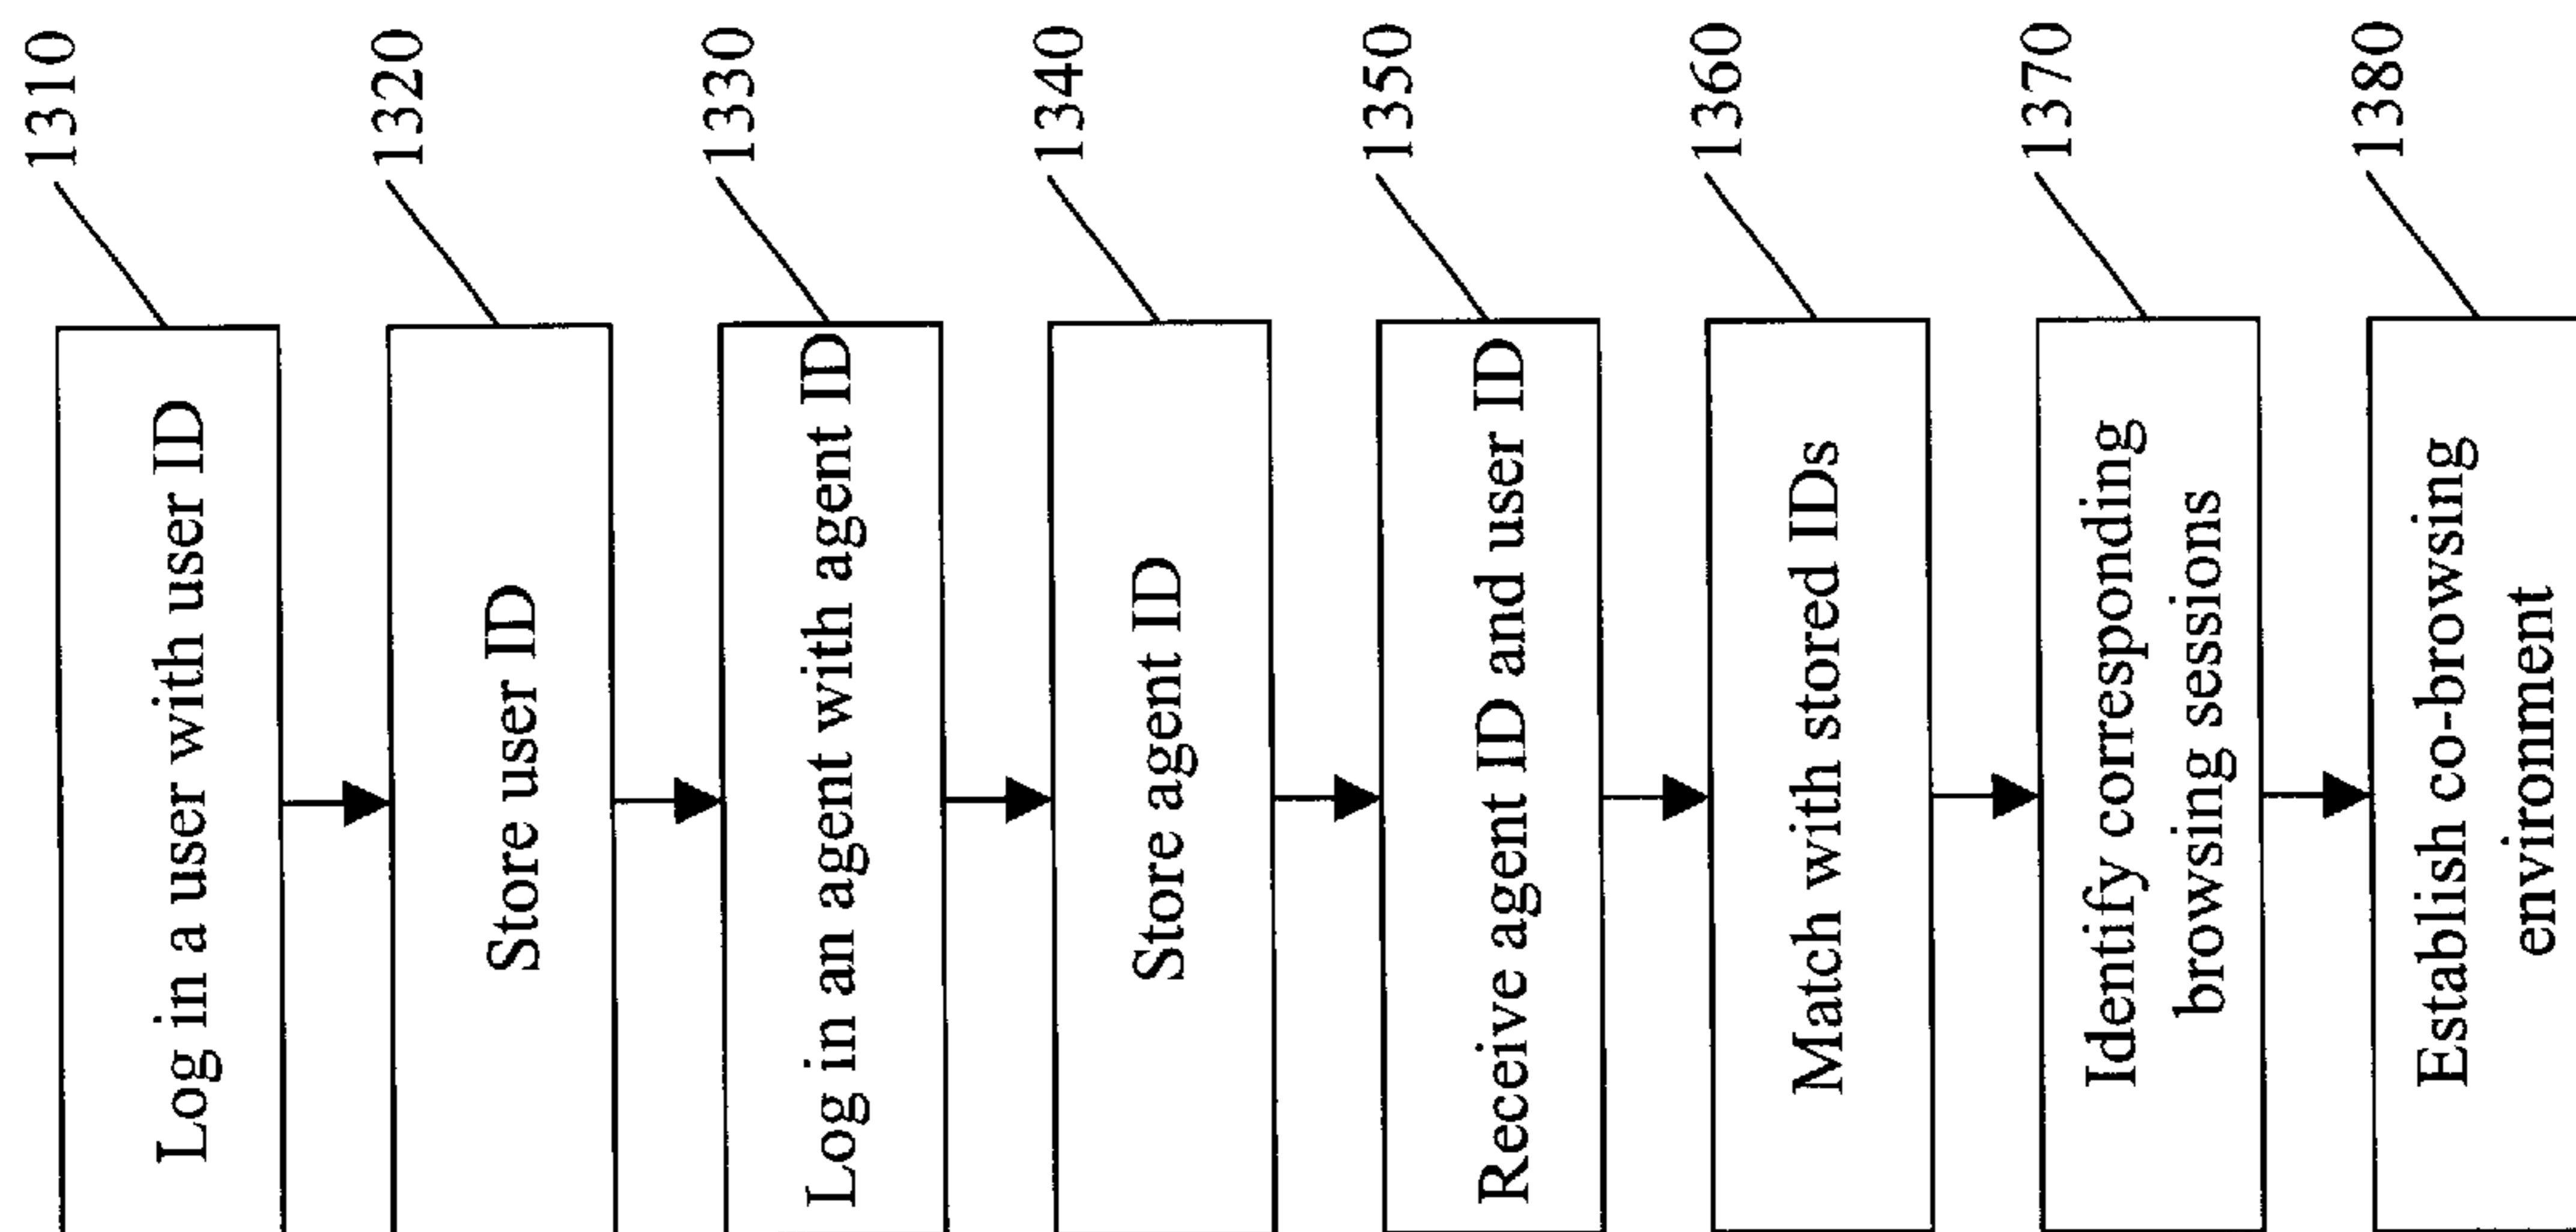 Log in a user with user ID
1310
Store user ID
1320
Log in an agent with agent ID
1330
Store agent ID
1340
Receive agent ID and user ID
1350
Match with stored IDs
1360
Identify corresponding
browsing sessions
1370
Establish co-browsing
environment
1380